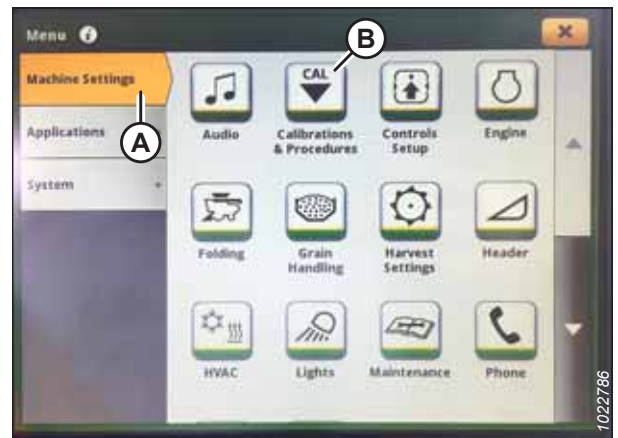 Menu
B
Machine Settings
A
CAL
Audio
Calibrations
& Procedures
Controls
Setup
Engine
Applications
System
Folding
Grain
Handling
Harvest
Settings
Header
HVAC
Lights
Maintenance
Phone
1022786